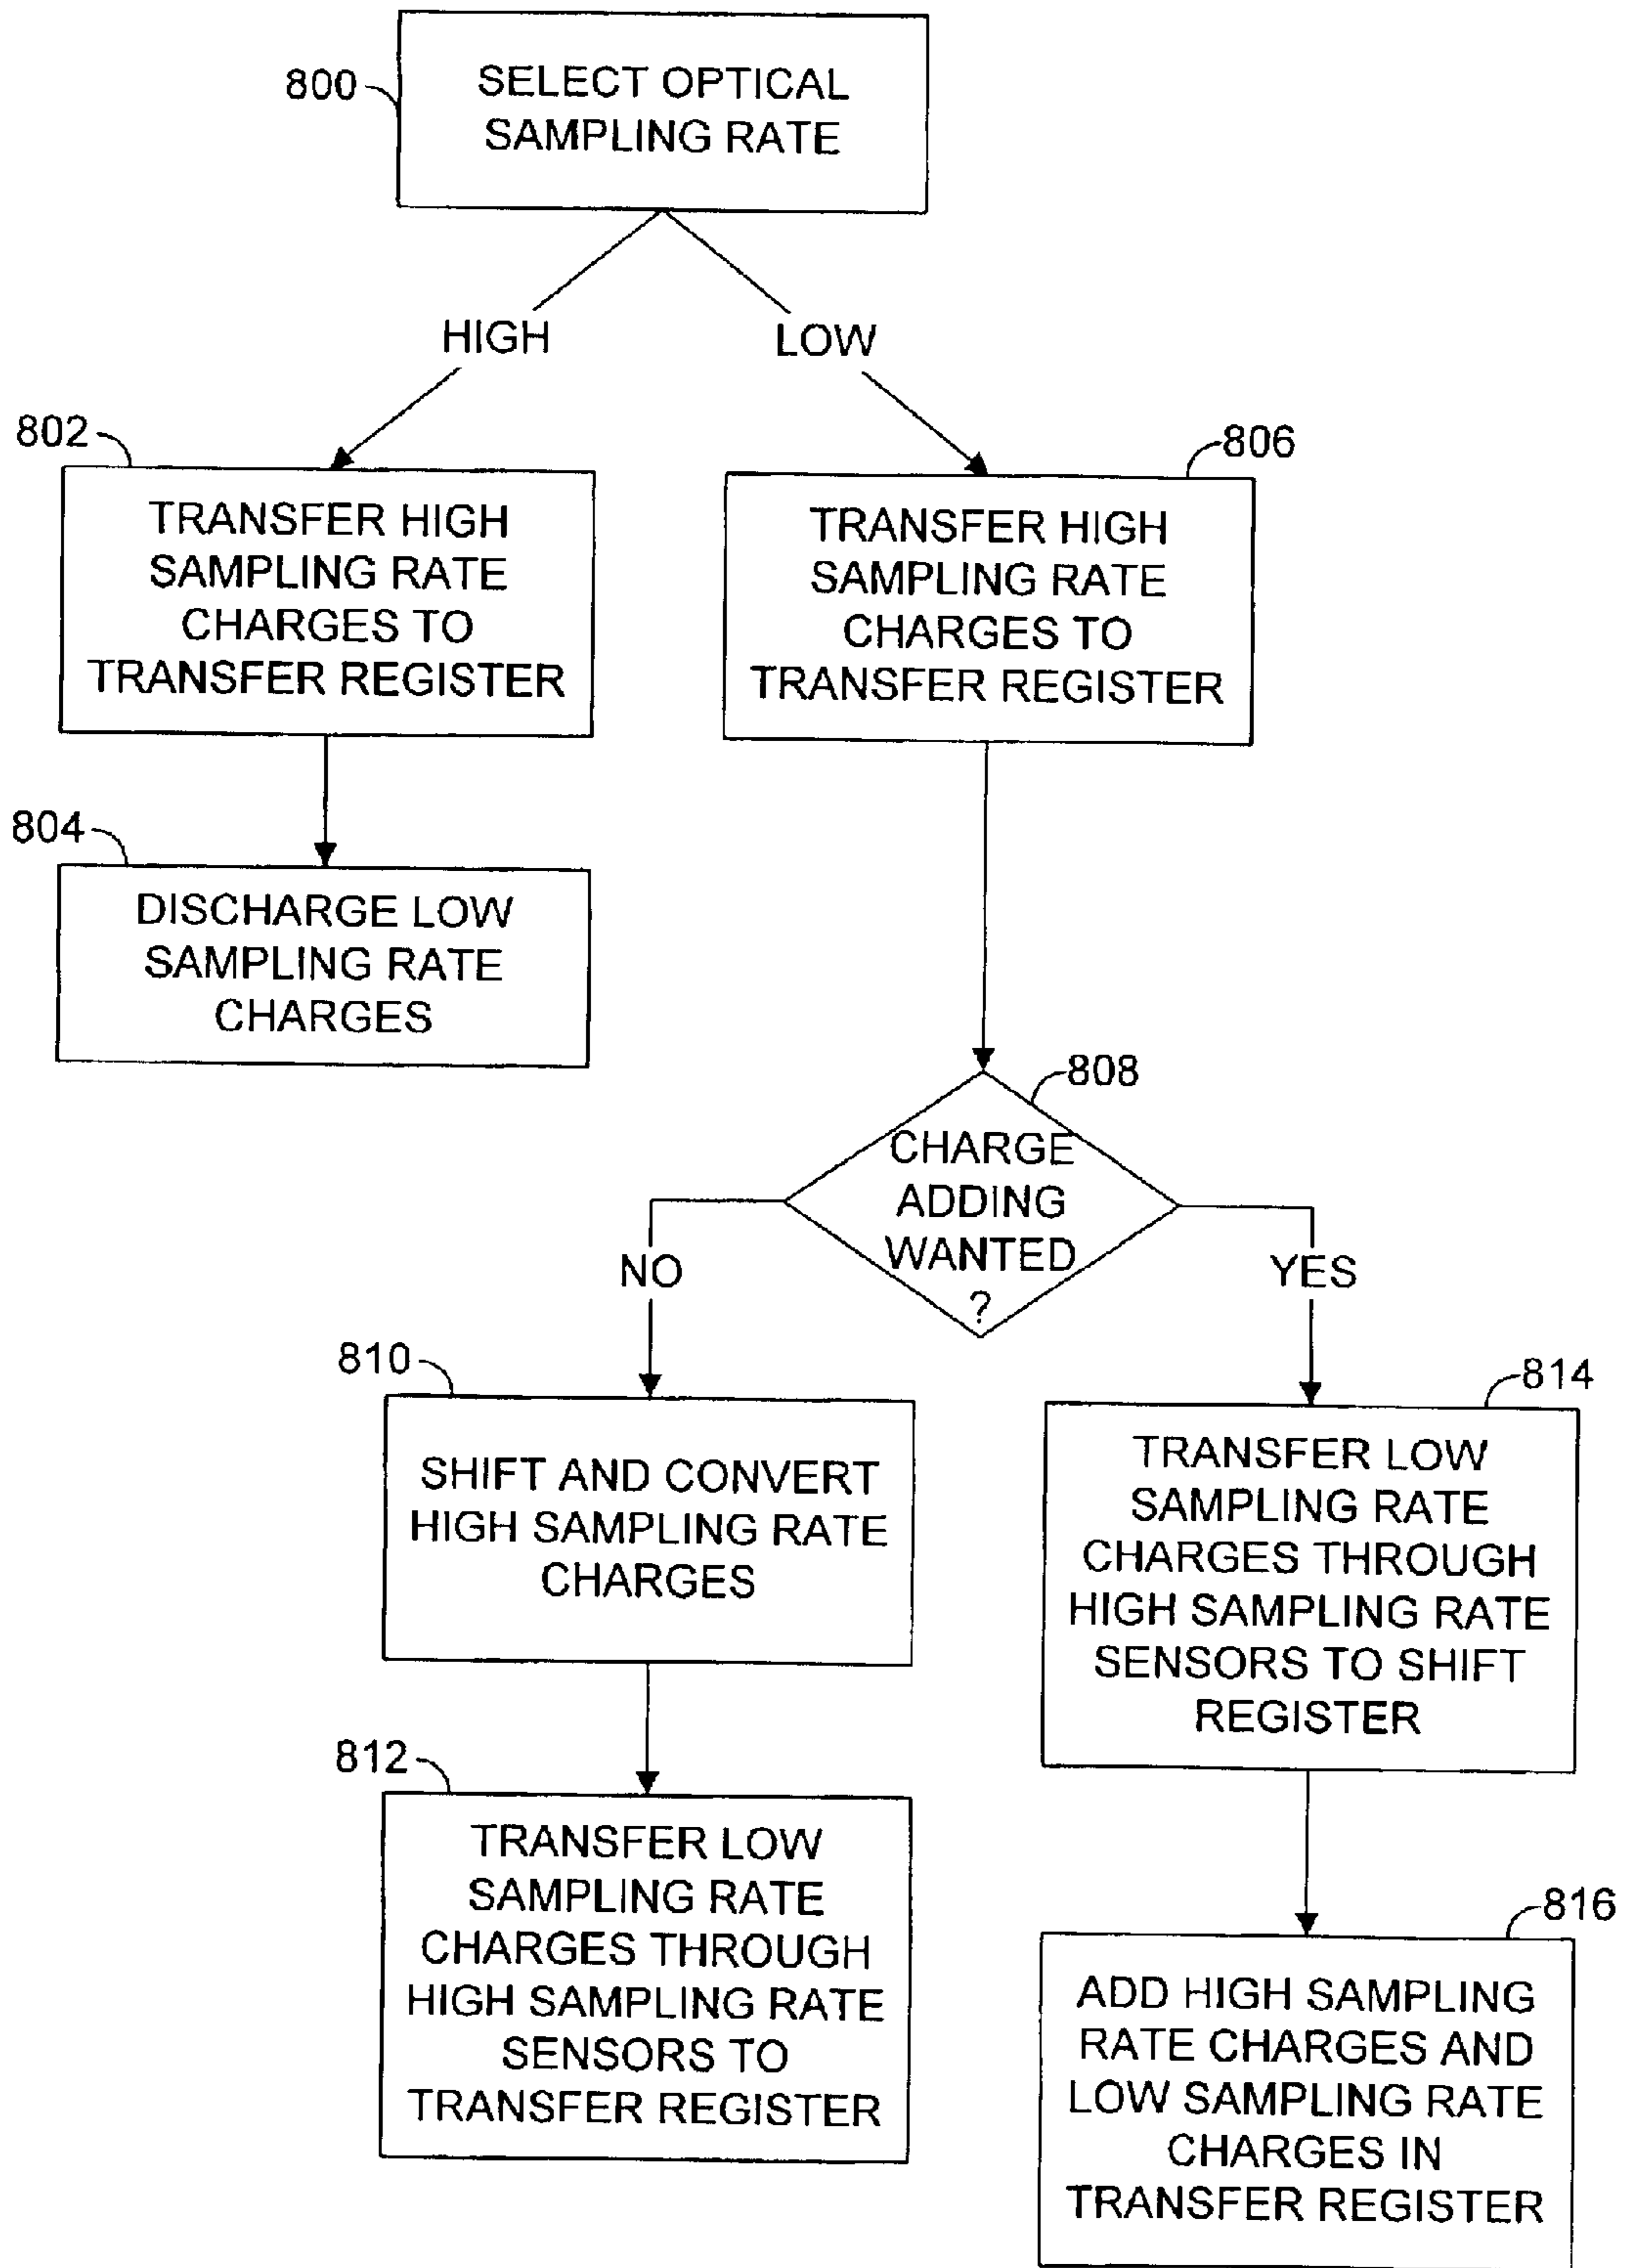 800
SELECT OPTICAL
SAMPLING RATE
HIGH
LOW
802
TRANSFER HIGH
SAMPLING RATE
CHARGES TO
TRANSFER REGISTER
806
TRANSFER HIGH
SAMPLING RATE
CHARGES TO
TRANSFER REGISTER
804
DISCHARGE LOW
SAMPLING RATE
CHARGES
808
CHARGE
ADDING
WANTED
?
NO
YES
810
SHIFT AND CONVERT
HIGH SAMPLING RATE
CHARGES
814
TRANSFER LOW
SAMPLING RATE
CHARGES THROUGH
HIGH SAMPLING RATE
SENSORS TO SHIFT
REGISTER
812
TRANSFER LOW
SAMPLING RATE
CHARGES THROUGH
HIGH SAMPLING RATE
SENSORS TO
TRANSFER REGISTER
816
ADD HIGH SAMPLING
RATE CHARGES AND
LOW SAMPLING RATE
CHARGES IN
TRANSFER REGISTER